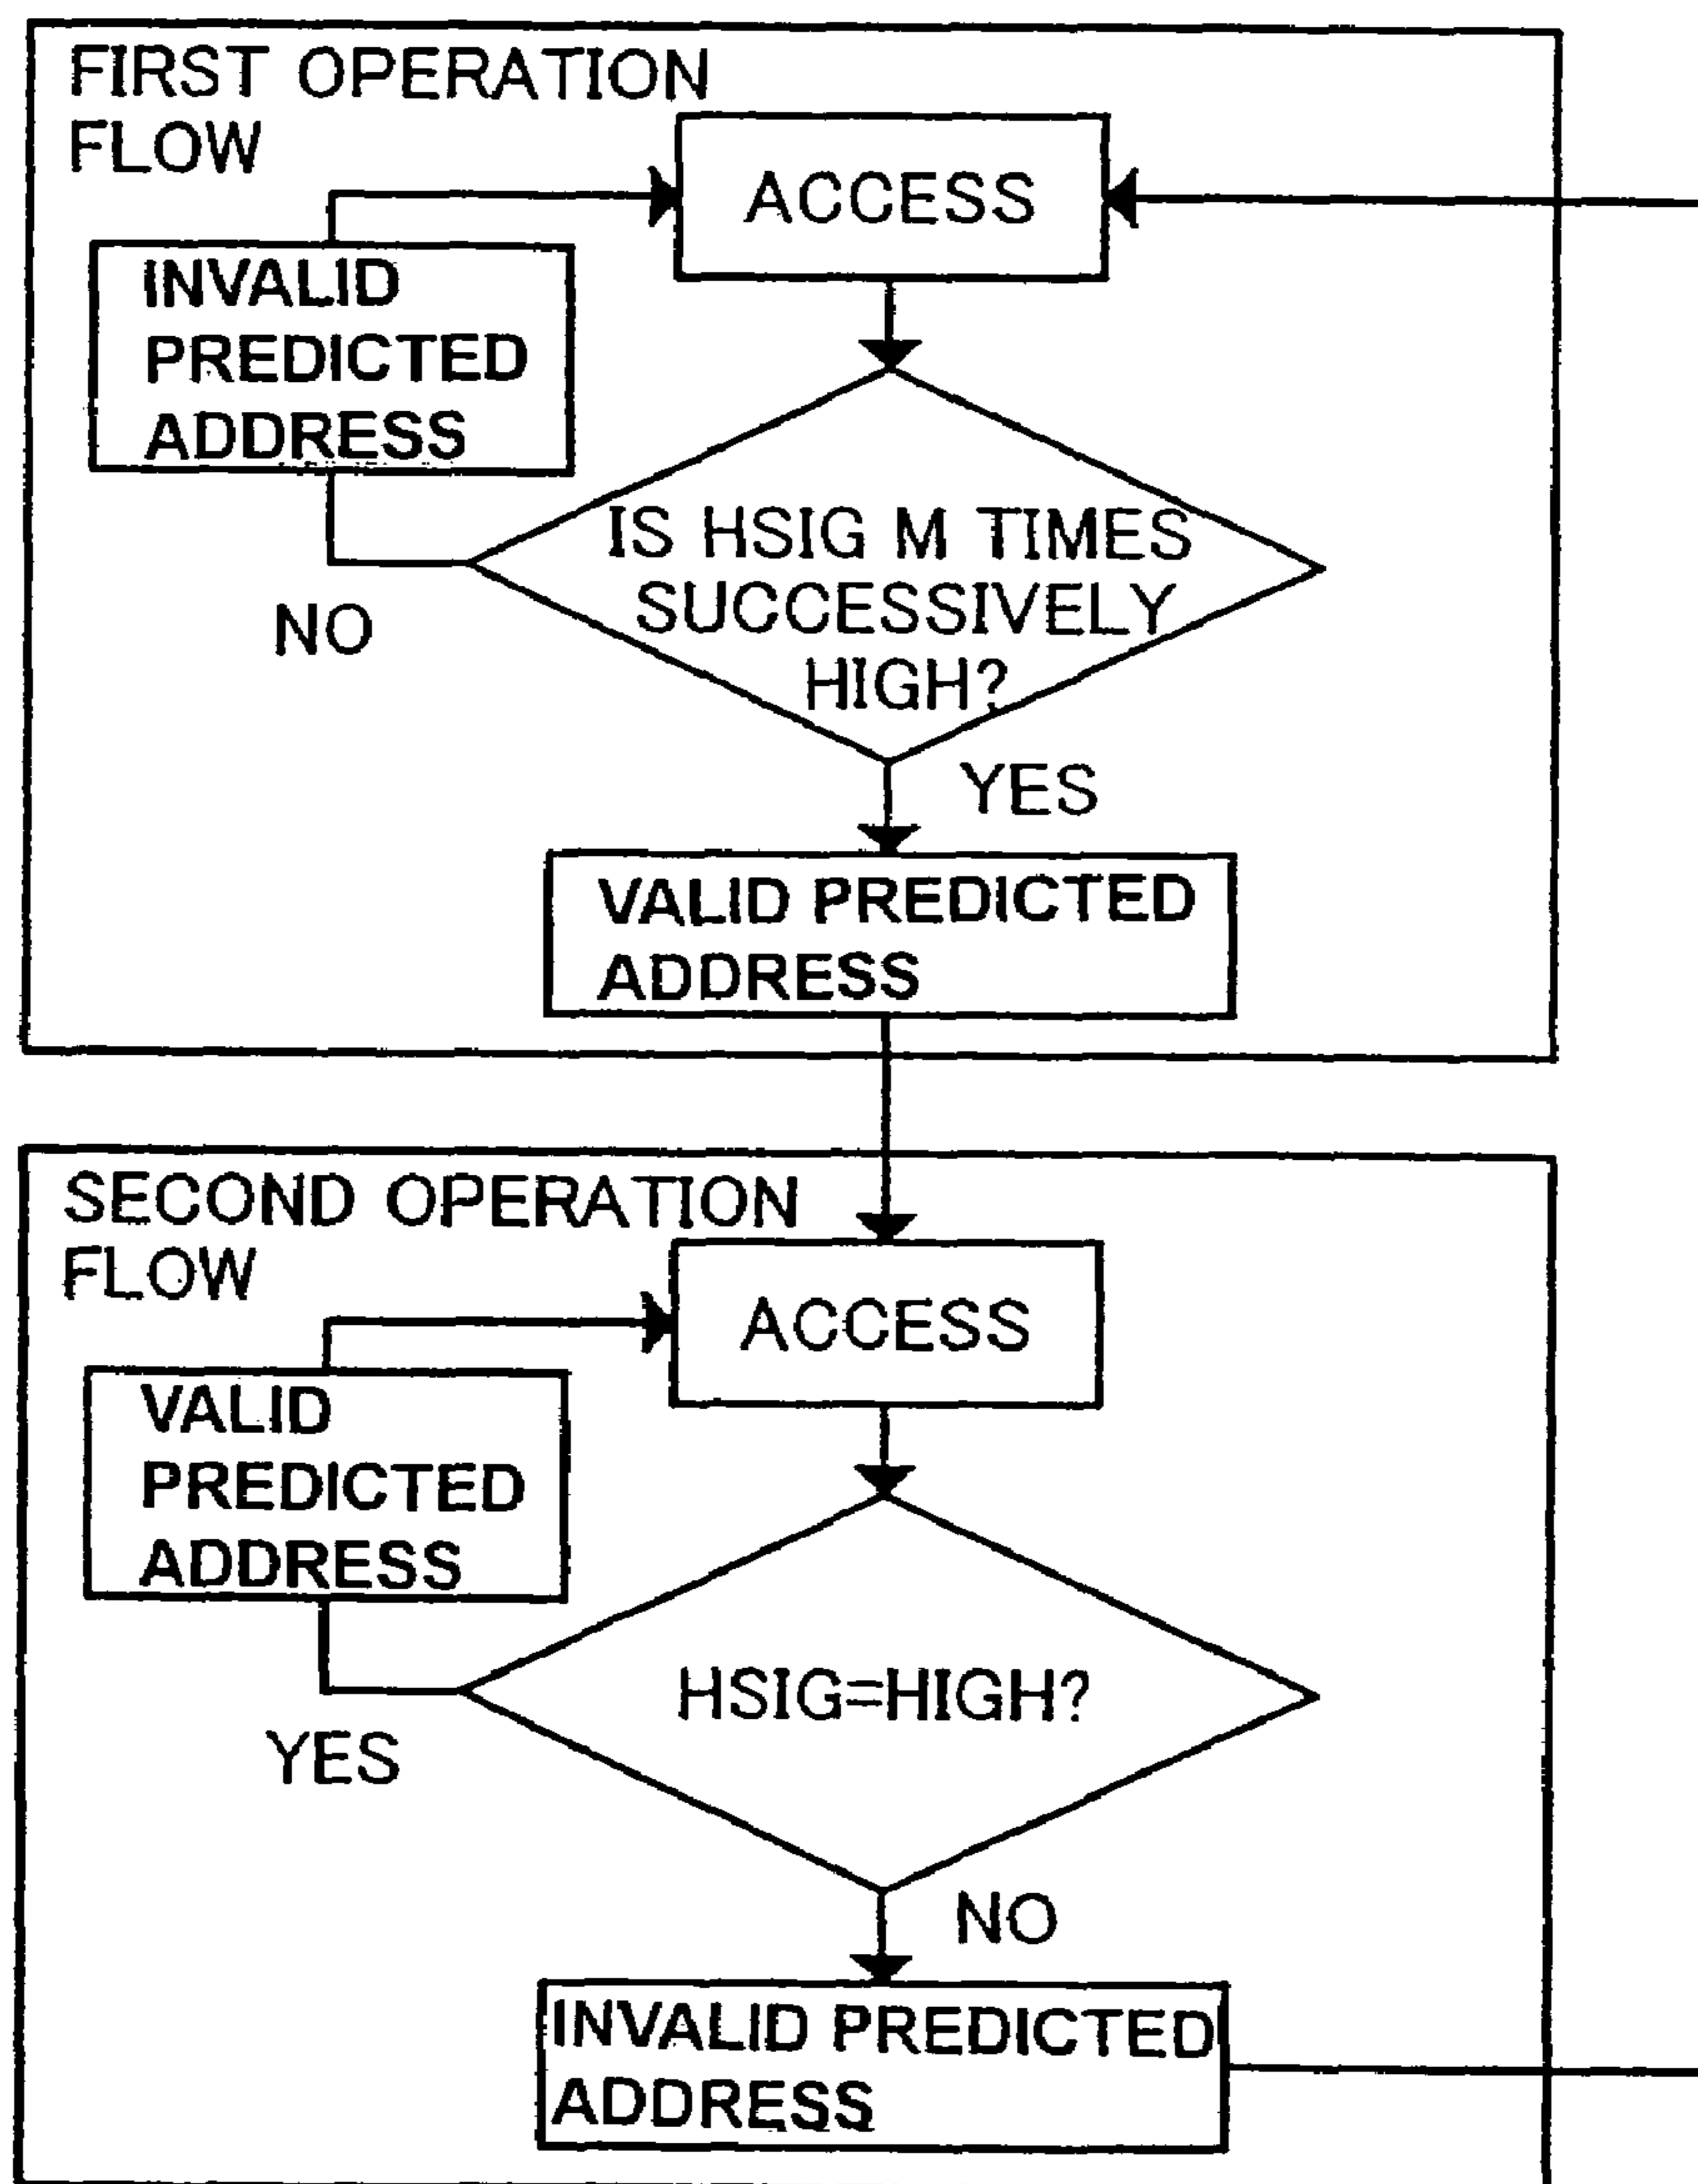 FIRST OPERATION
FLOW
ACCESS
INVALID
PREDICTED
ADDRESS
IS HSIG M TIMES
SUCCESSIVELY
HIGH?
NO
YES
VALID PREDICTED
ADDRESS
SECOND OPERATION
FLOW
ACCESS
VALID
PREDICTED
ADDRESS
HSIG=HIGH?
YES
NO
INVALID PREDICTED
ADDRESS